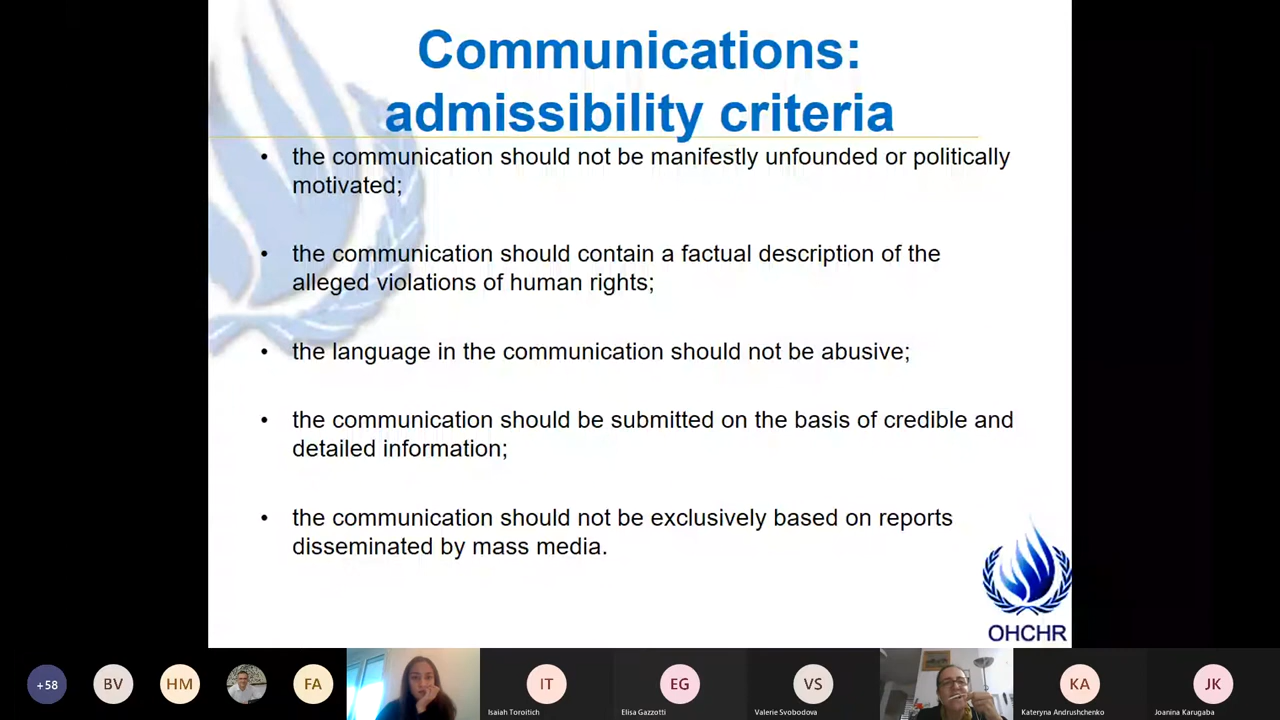 Communications:
admissibility criteria
• the communication should not be manifestly unfounded or politically
motivated;
• the communication should contain a factual description of the
alleged violations of human rights;
• the language in the communication should not be abusive;
• the communication should be submitted on the basis of credible and
detailed information;
• the communication should not be exclusively based on reports
disseminated by mass media.
OHCHR
+58 BV HM FA IT EG VS KA JK
Isaiah Toroitich Elisa Gazzotti Valerie Svobodova Kateryna Andrushchenko Joanina Karugaba